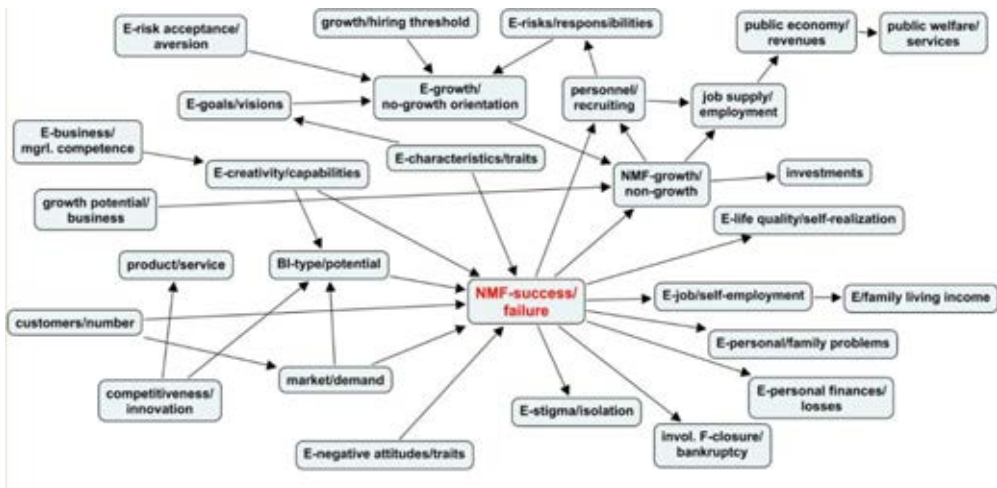 E-risk acceptance/
aversion
growth/hiring threshold
E-risks/responsibilities
public economy/
revenues
public welfare/
services
E-goals/visions
E-growth/
no-growth orientation
personnel/
recruiting
job supply/
employment
E-business/
mgrl. competence
E-creativity/capabilities
E-characteristics/traits
NMF-growth/
non-growth
investments
growth potential/
business
E-life quality/self-realization
product/service
BI-type/potential
NMF-success/
failure
E-job/self-employment
E/family living income
customers/number
E-personal/family problems
market/demand
competitiveness/
innovation
E-personal finances/
losses
E-stigma/isolation
E-negative attitudes/traits
invol. F-closure/
bankruptcy